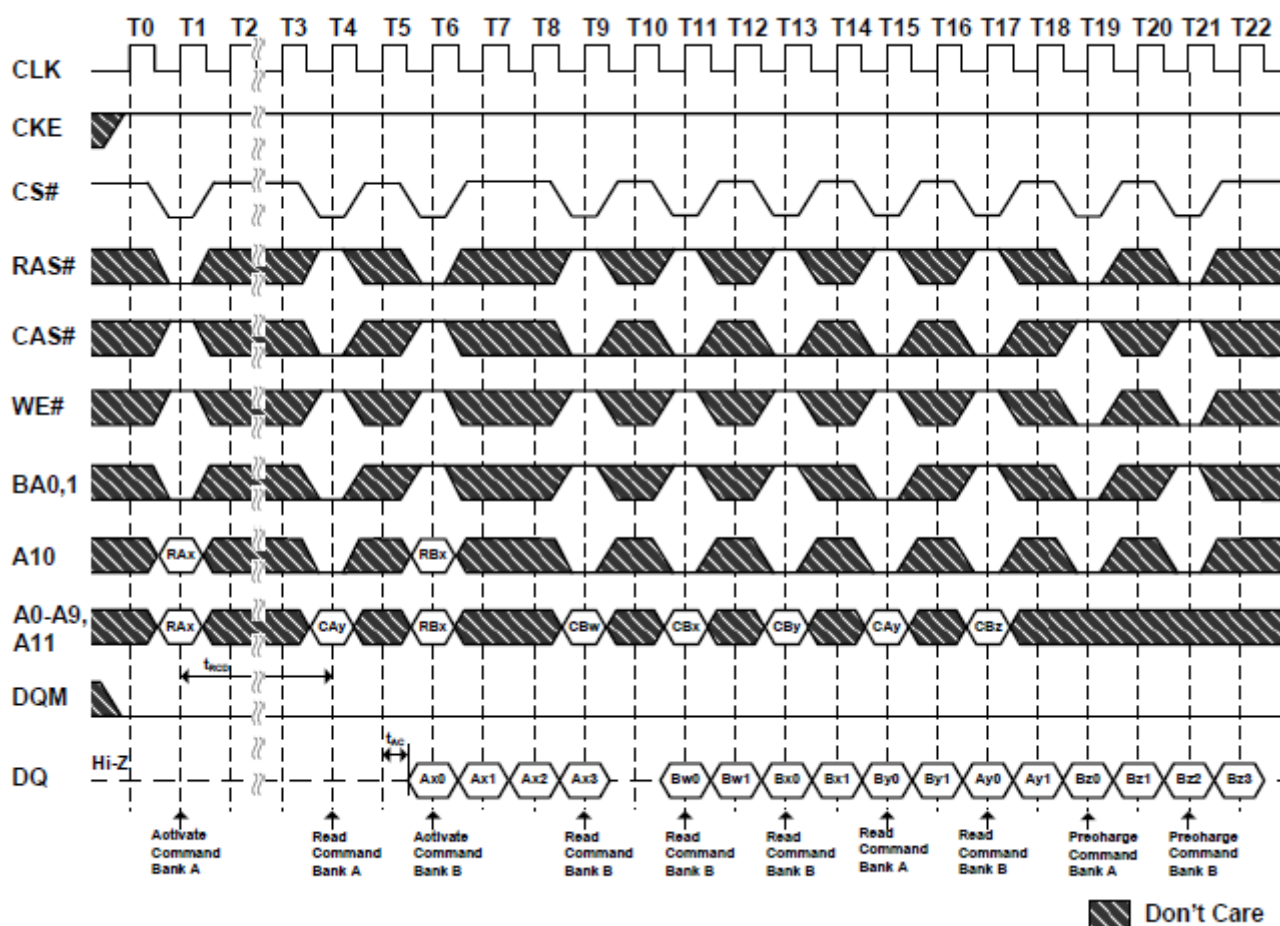 T0 T1 T2 T3 T4 T5 T6 T7 T8 T9 T10 T11 T12 T13 T14 T15 T16 T17 T18 T19 T20 T21 T22
CLK
CKE
CS#
RAS#
CAS#
WE#
BA0,1
A10 RAx RBx
A0-A9, RAx CAy RBx CBw CBx CBy CAy CBz
A11
tRCD
DQM
tAC
Hi-Z
DQ Ax0 Ax1 Ax2 Ax3 Bw0 Bw1 Bx0 Bx1 By0 By1 Ay0 Ay1 Bz0 Bz1 Bz2 Bz3
Activate Read Activate Read Read Read Read Read Precharge Precharge
Command Command Command Command Command Command Command Command Command Command
Bank A Bank A Bank B Bank B Bank B Bank B Bank A Bank B Bank A Bank B
Don't Care